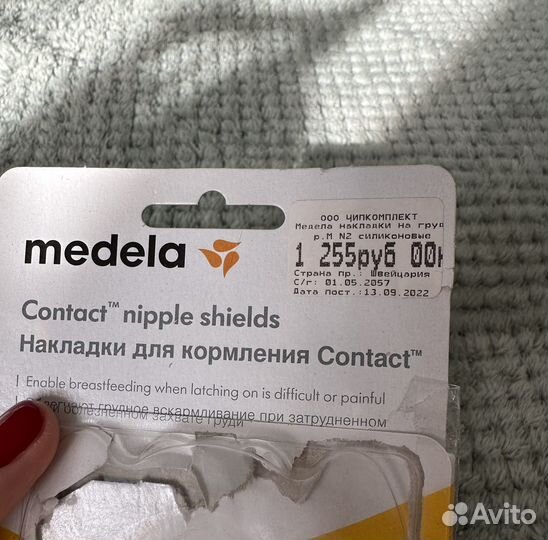 ООО ЧИПКОМПЛЕКТ
Медела накладки на груд
р.М N2 силиконовые
1 255руб 00к
Страна пр.: Швейцария
С/г: 01.05.2057
Дата пост.:13.09.2022
medela
Contact™ nipple shields
Накладки для кормления Contact™
Enable breastfeeding when latching on is difficult or painful
грудное вскармливание при затрудненном
захвате груди
Avito